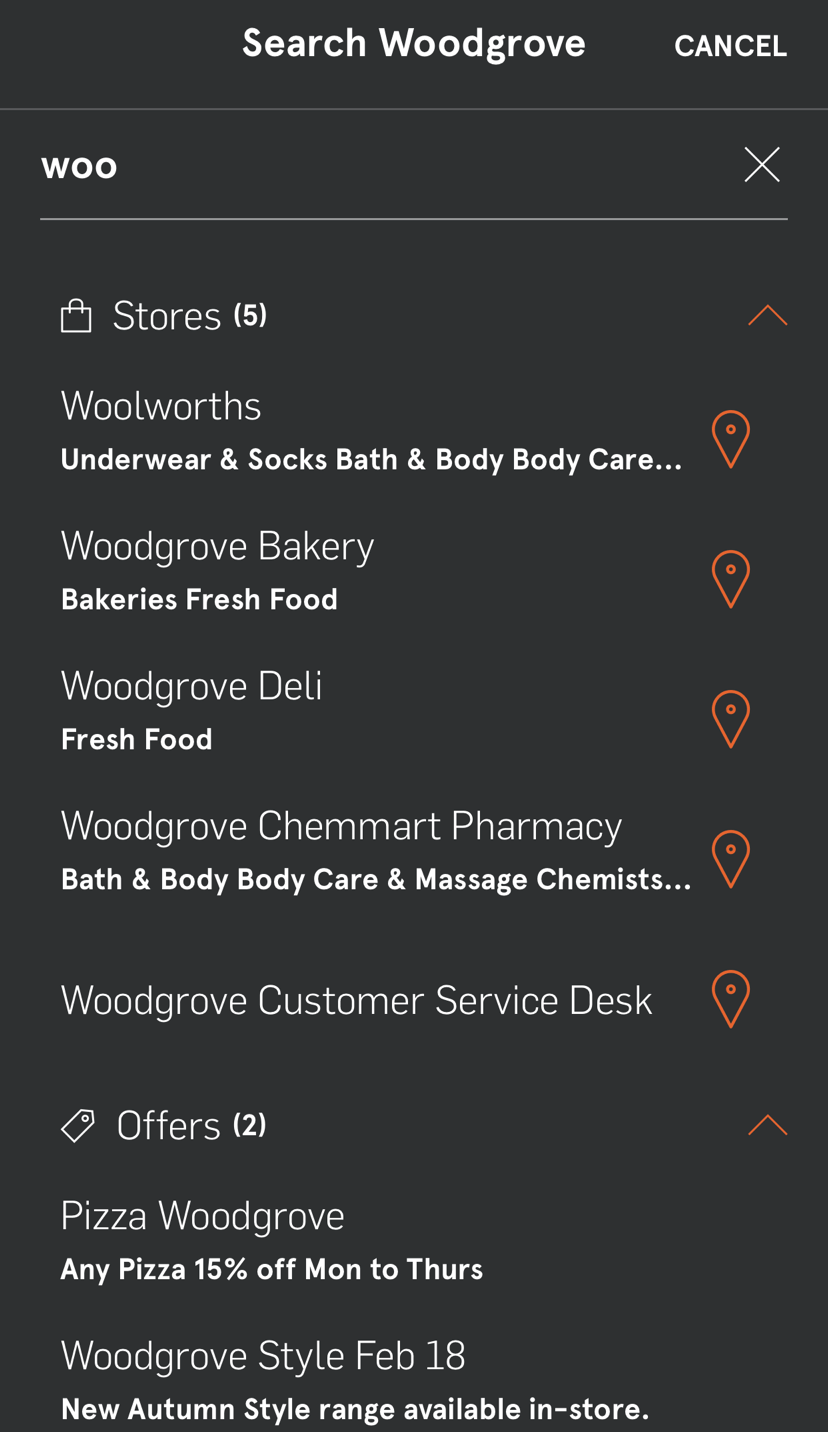 Search Woodgrove CANCEL
woo
Stores (5)
Woolworths
Underwear & Socks Bath & Body Body Care...
Woodgrove Bakery
Bakeries Fresh Food
Woodgrove Deli
Fresh Food
Woodgrove Chemmart Pharmacy
Bath & Body Body Care & Massage Chemists...
Woodgrove Customer Service Desk
Offers (2)
Pizza Woodgrove
Any Pizza 15% off Mon to Thurs
Woodgrove Style Feb 18
New Autumn Style range available in-store.